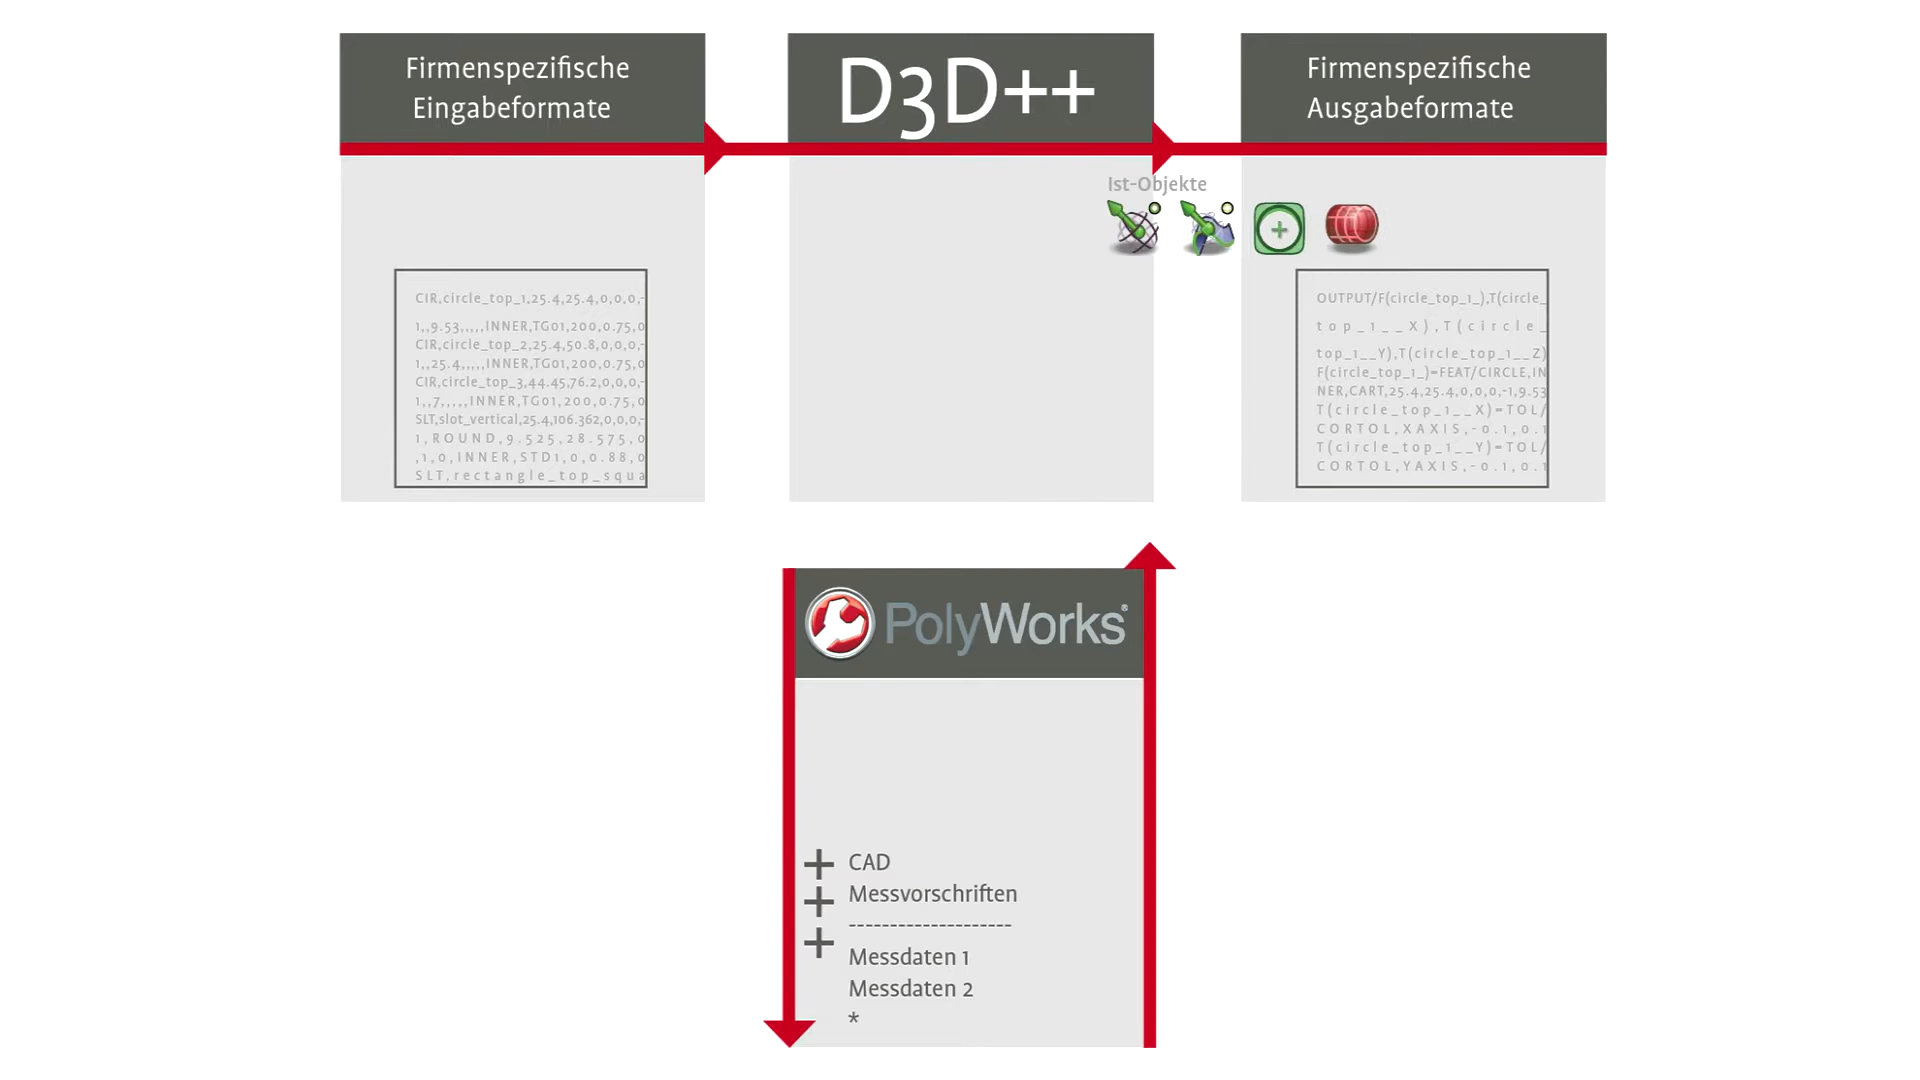 Firmenspezifische
Eingabeformate
D3D++
Firmenspezifische
Ausgabeformate
Ist-Objekte
CIR,circle_top_1,25.4,25.4,0,0,0,-
1,,9.53,,,,,INNER,TG01,200,0.75,0
CIR,circle_top_2,25.4,50.8,0,0,0,-
1,,25.4,,,,,INNER,TG01,200,0.75,0
CIR,circle_top_3,44.45,76.2,0,0,0,-
1,,7,,,,,INNER,TG01,200,0.75,0
SLT,slot_vertical,25.4,106.362,0,0,0,-
1,ROUND,9.525,28.575,0
,1,0,INNER,STD1,0,0.88,0
SLT,rectangle_top_squa
OUTPUT/F(circle_top_1_),T(circle_
top_1__X),T(circle_
top_1__Y),T(circle_top_1__Z)
F(circle_top_1_)=FEAT/CIRCLE,IN
NER,CART,25.4,25.4,0,0,0,-1,9.53
T(circle_top_1__X)=TOL/
CORTOL,XAXIS,-0.1,0.1
T(circle_top_1__Y)=TOL/
CORTOL,YAXIS,-0.1,0.1
PolyWorks®
+ CAD
+ Messvorschriften
--------------------
+ Messdaten 1
Messdaten 2
*